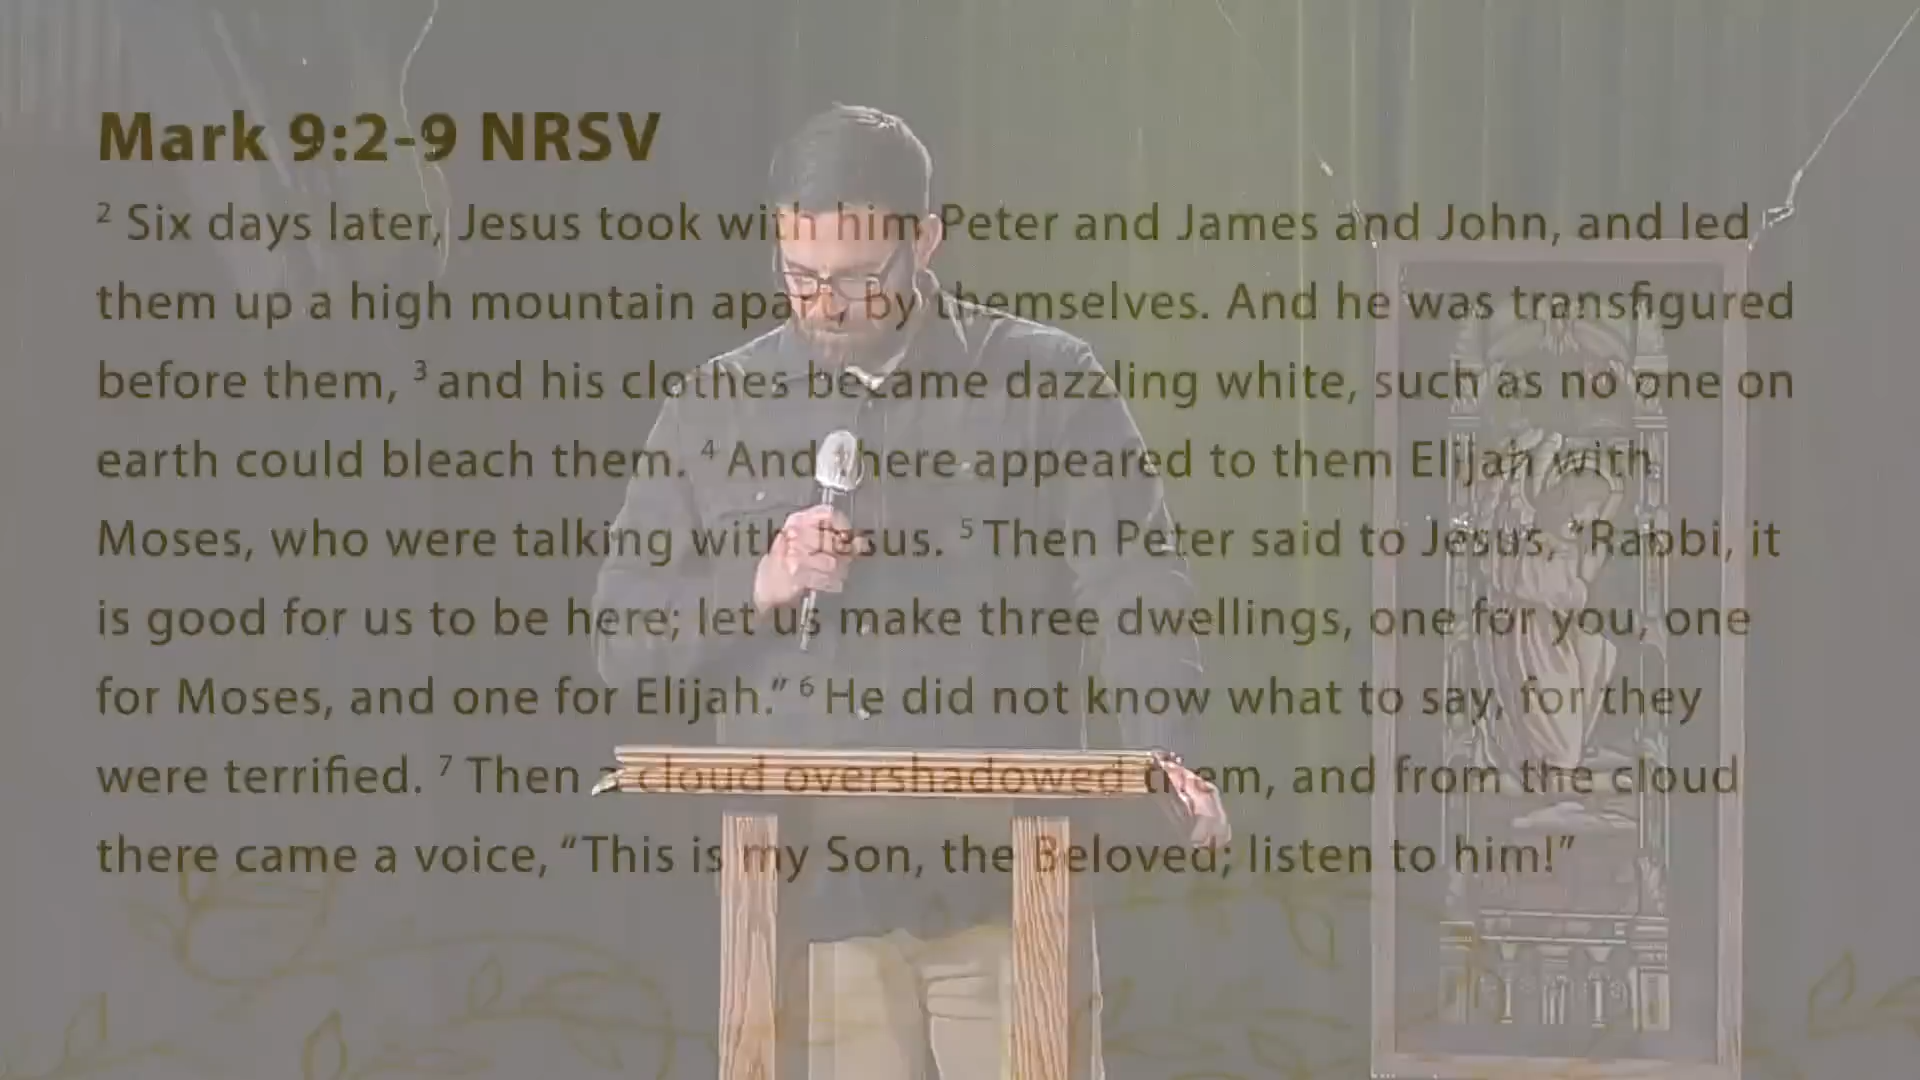 Mark 9:2-9 NRSV
2 Six days later, Jesus took with him Peter and James and John, and led
them up a high mountain apart, by themselves. And he was transfigured
before them, 3 and his clothes became dazzling white, such as no one on
earth could bleach them. 4 And there appeared to them Elijah with
Moses, who were talking with Jesus. 5 Then Peter said to Jesus, “Rabbi, it
is good for us to be here; let us make three dwellings, one for you, one
for Moses, and one for Elijah.” 6 He did not know what to say, for they
were terrified. 7 Then a cloud overshadowed them, and from the cloud
there came a voice, “This is my Son, the Beloved; listen to him!”